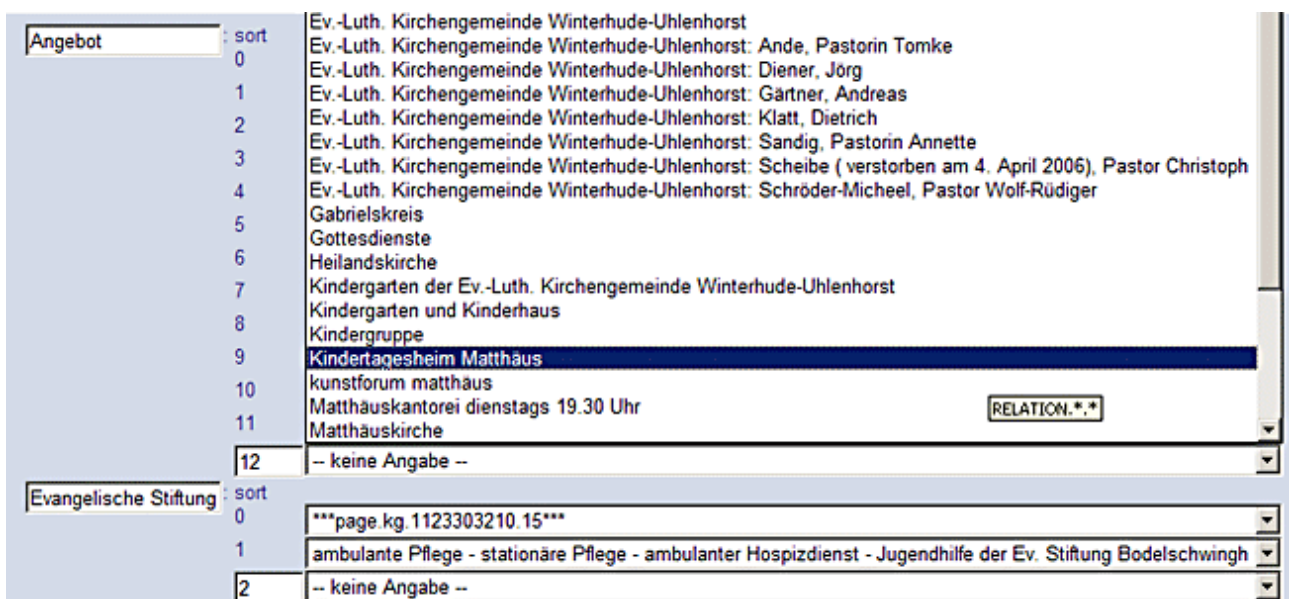 Ev.-Luth. Kirchengemeinde Winterhude-Uhlenhorst
Angebot : sort
Ev.-Luth. Kirchengemeinde Winterhude-Uhlenhorst: Ande, Pastorin Tomke
0
Ev.-Luth. Kirchengemeinde Winterhude-Uhlenhorst: Diener, Jörg
1 Ev.-Luth. Kirchengemeinde Winterhude-Uhlenhorst: Gärtner, Andreas
2 Ev.-Luth. Kirchengemeinde Winterhude-Uhlenhorst: Klatt, Dietrich
Ev.-Luth. Kirchengemeinde Winterhude-Uhlenhorst: Sandig, Pastorin Annette
3 Ev.-Luth. Kirchengemeinde Winterhude-Uhlenhorst: Scheibe ( verstorben am 4. April 2006), Pastor Christoph
4 Ev.-Luth. Kirchengemeinde Winterhude-Uhlenhorst: Schröder-Micheel, Pastor Wolf-Rüdiger
Gabrielskreis
5
Gottesdienste
6 Heilandskirche
7 Kindergarten der Ev.-Luth. Kirchengemeinde Winterhude-Uhlenhorst
Kindergarten und Kinderhaus
8
Kindergruppe
9 Kindertagesheim Matthäus
10 kunstforum matthäus
Matthäuskantorei dienstags 19.30 Uhr RELATION.*.*
11 Matthäuskirche
12 -- keine Angabe --
Evangelische Stiftung : sort
0 ***page.kg.1123303210.15***
1 ambulante Pflege - stationäre Pflege - ambulanter Hospizdienst - Jugendhilfe der Ev. Stiftung Bodelschwingh
2 -- keine Angabe --